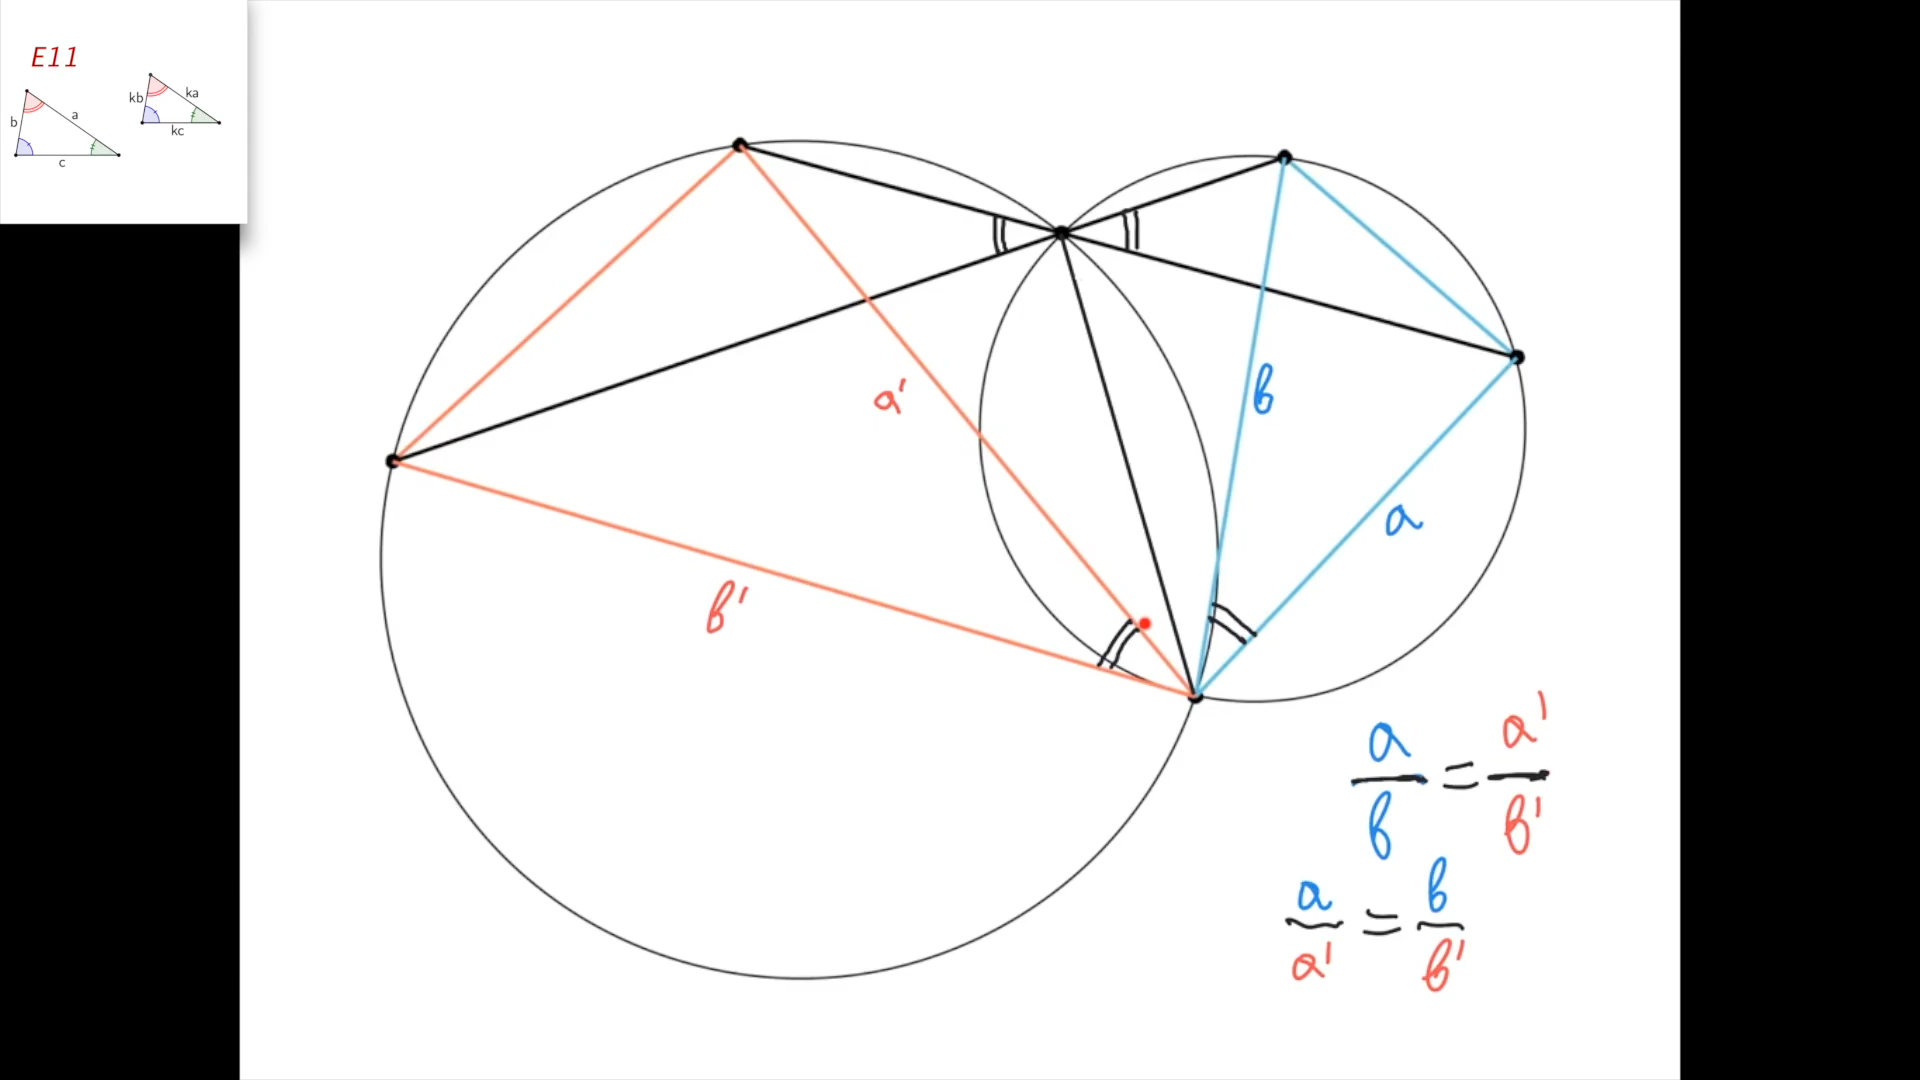 E11
b a c
kb ka kc
a'
b
a
b'
a/b = a'/b'
a/a' = b/b'